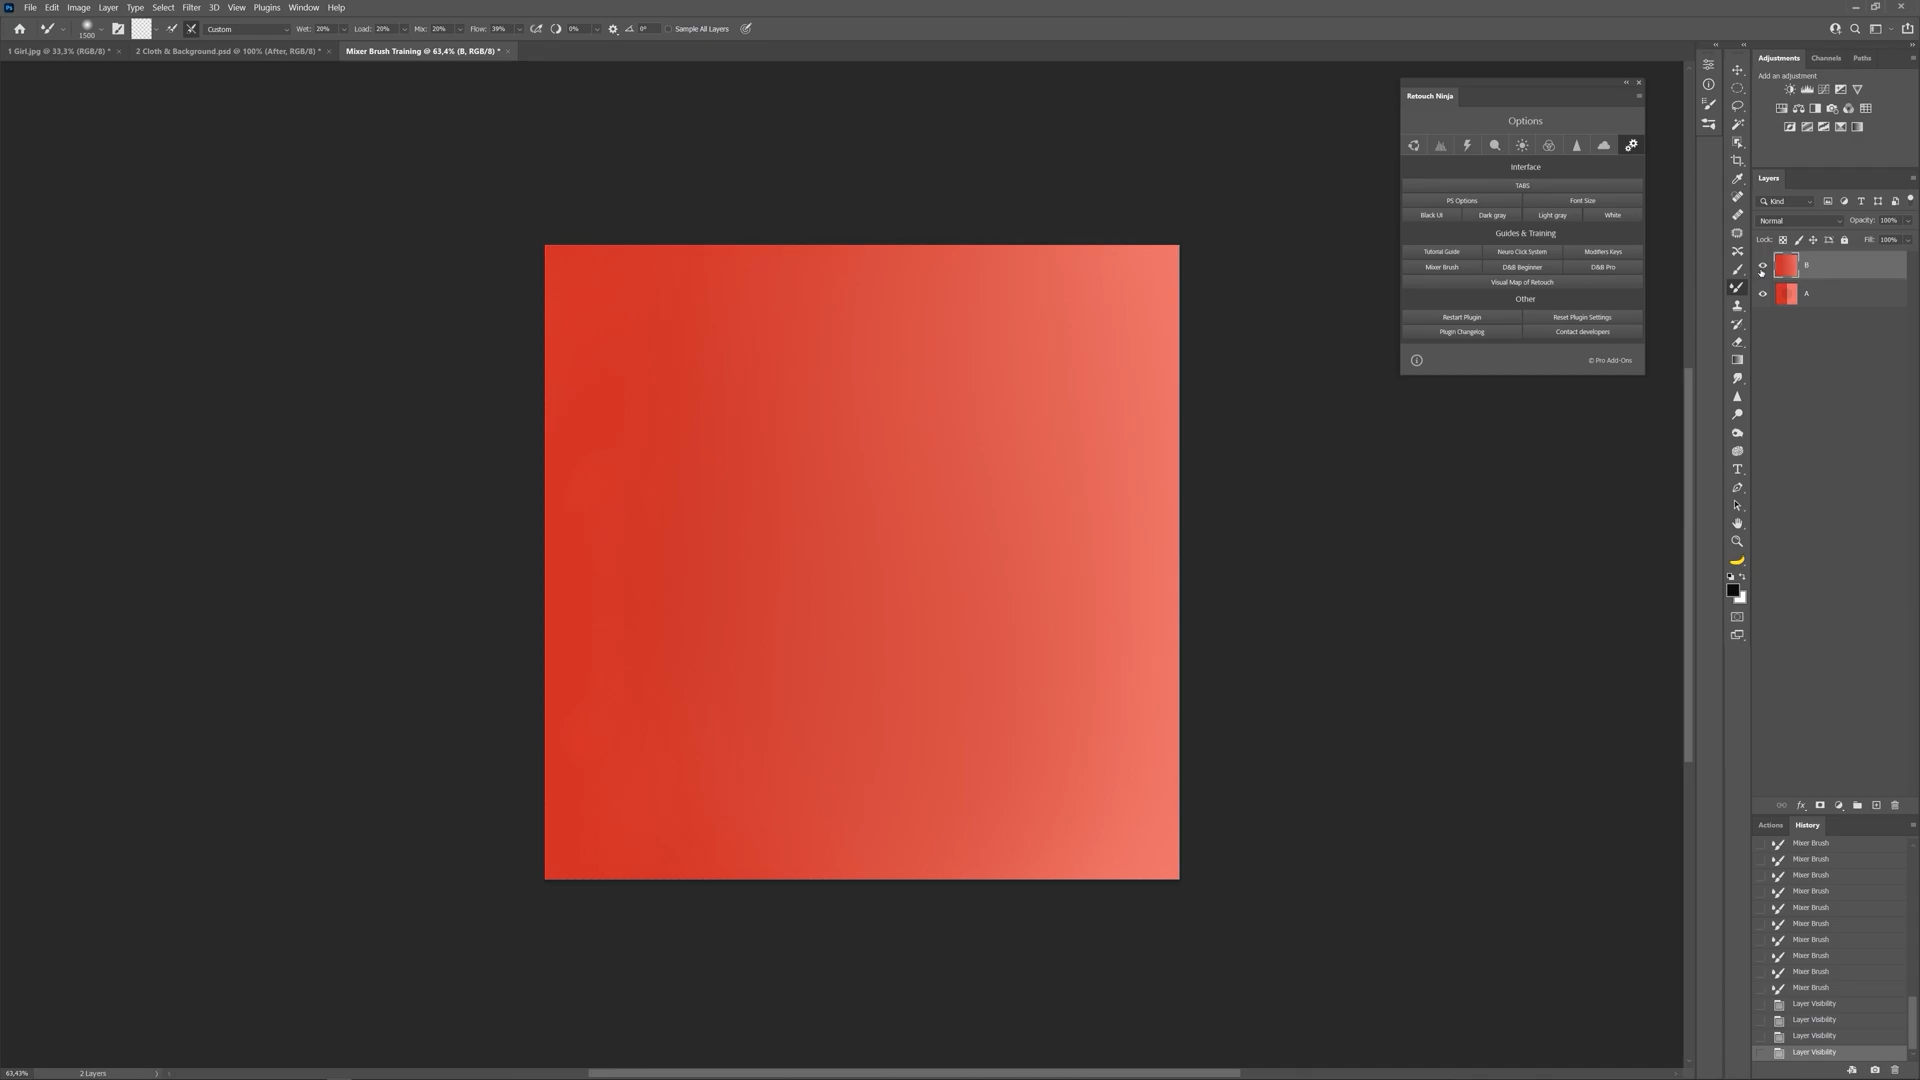 Ps File Edit Image Layer Type Select Filter 3D View Plugins Window Help
1500 Custom Wet: 20% Load: 20% Mix: 20% Flow: 39% 0% 0° Sample All Layers
1 Girl.jpg @ 33,3% (RGB/8) * × 2 Cloth & Background.psd @ 100% (After, RGB/8) * × Mixer Brush Training @ 63,4% (B, RGB/8) * ×
Retouch Ninja
Options
Interface
TABS
PS Options Font Size
Black UI Dark gray Light gray White
Guides & Training
Tutorial Guide Neuro Click System Modifiers Keys
Mixer Brush D&B Beginner D&B Pro
Visual Map of Retouch
Other
Restart Plugin Reset Plugin Settings
Plugin Changelog Contact developers
© Pro Add-Ons
Adjustments Channels Paths
Add an adjustment
Layers
Kind
Normal Opacity: 100%
Lock: Fill: 100%
B
A
Actions History
Mixer Brush
Mixer Brush
Mixer Brush
Mixer Brush
Mixer Brush
Mixer Brush
Mixer Brush
Mixer Brush
Mixer Brush
Mixer Brush
Layer Visibility
Layer Visibility
Layer Visibility
Layer Visibility
63,43% 2 Layers